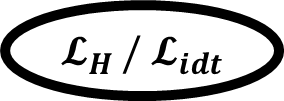 ℒ_H / ℒ_idt